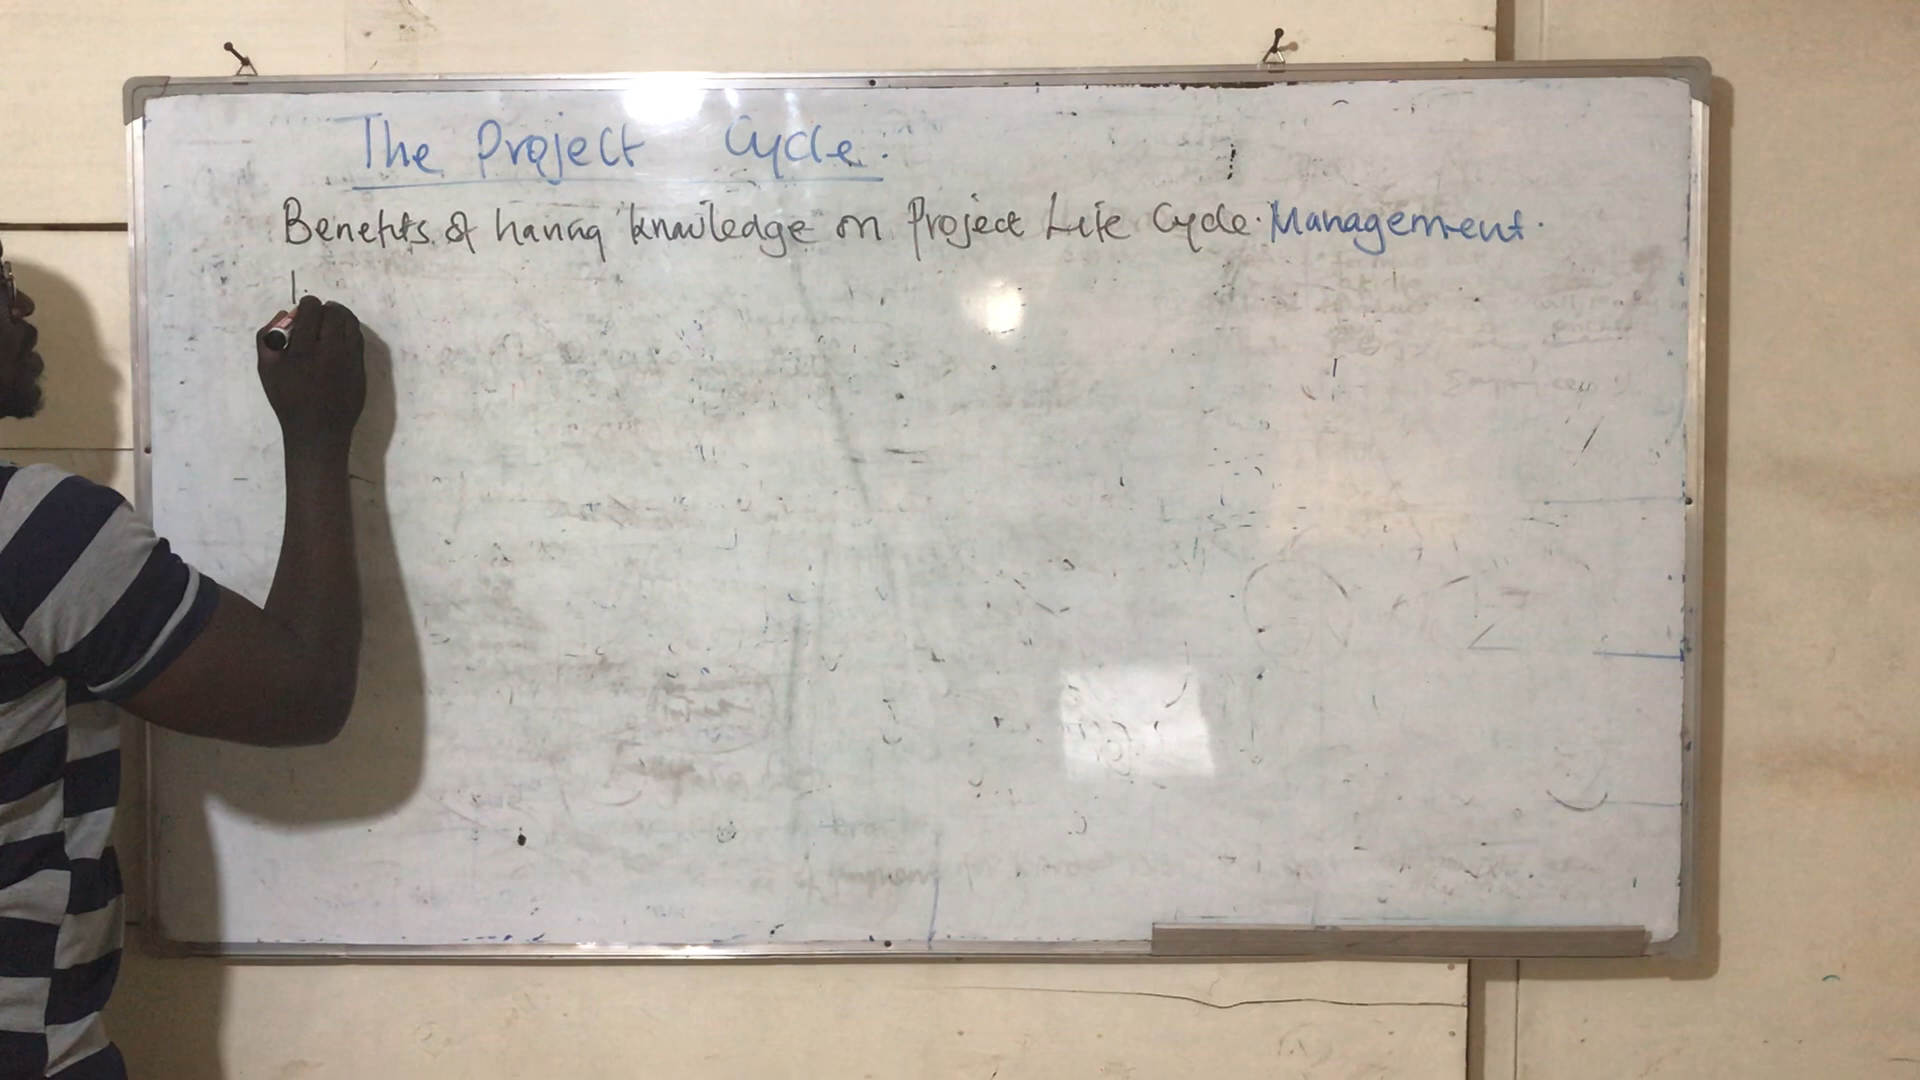 The Project Cycle.
Benefits of having knowledge on Project Life Cycle. Management.
1.